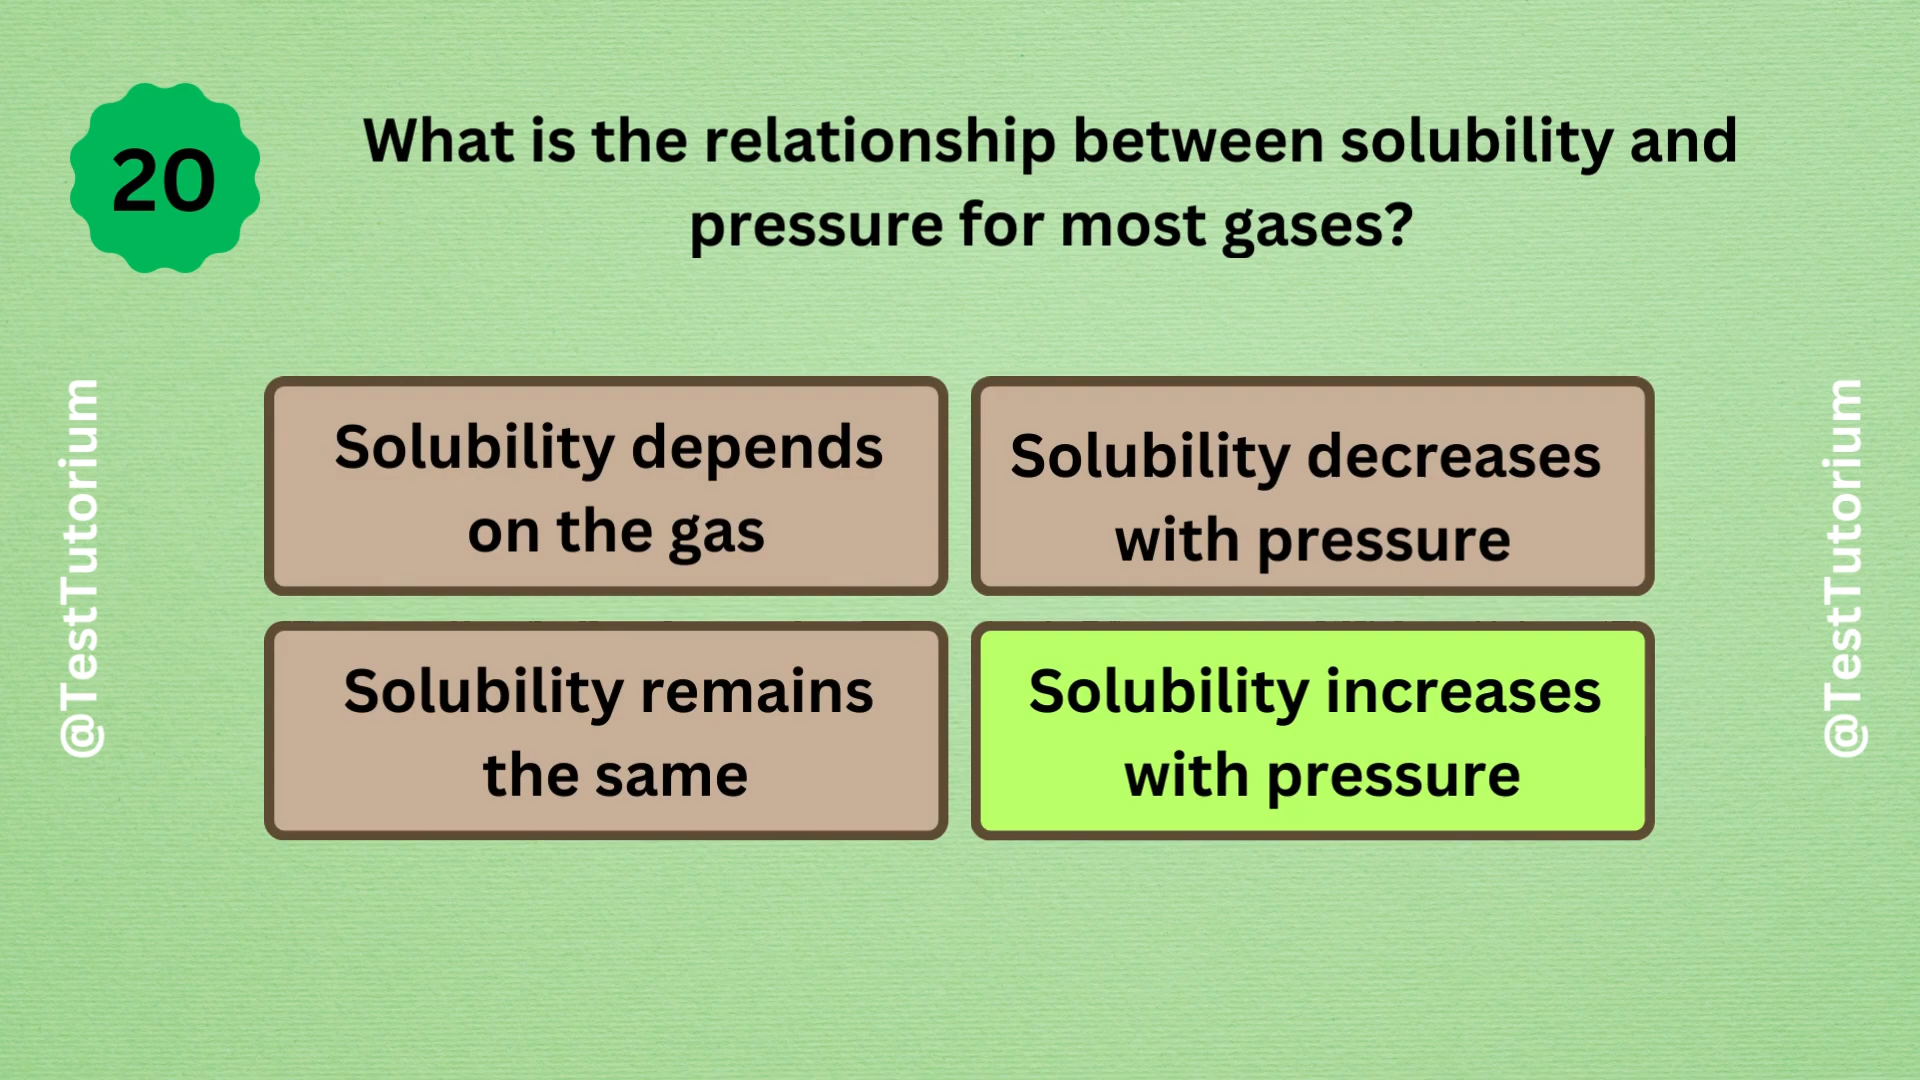 20
What is the relationship between solubility and
pressure for most gases?
@TestTutorium
Solubility depends
on the gas
Solubility decreases
with pressure
Solubility remains
the same
Solubility increases
with pressure
@TestTutorium